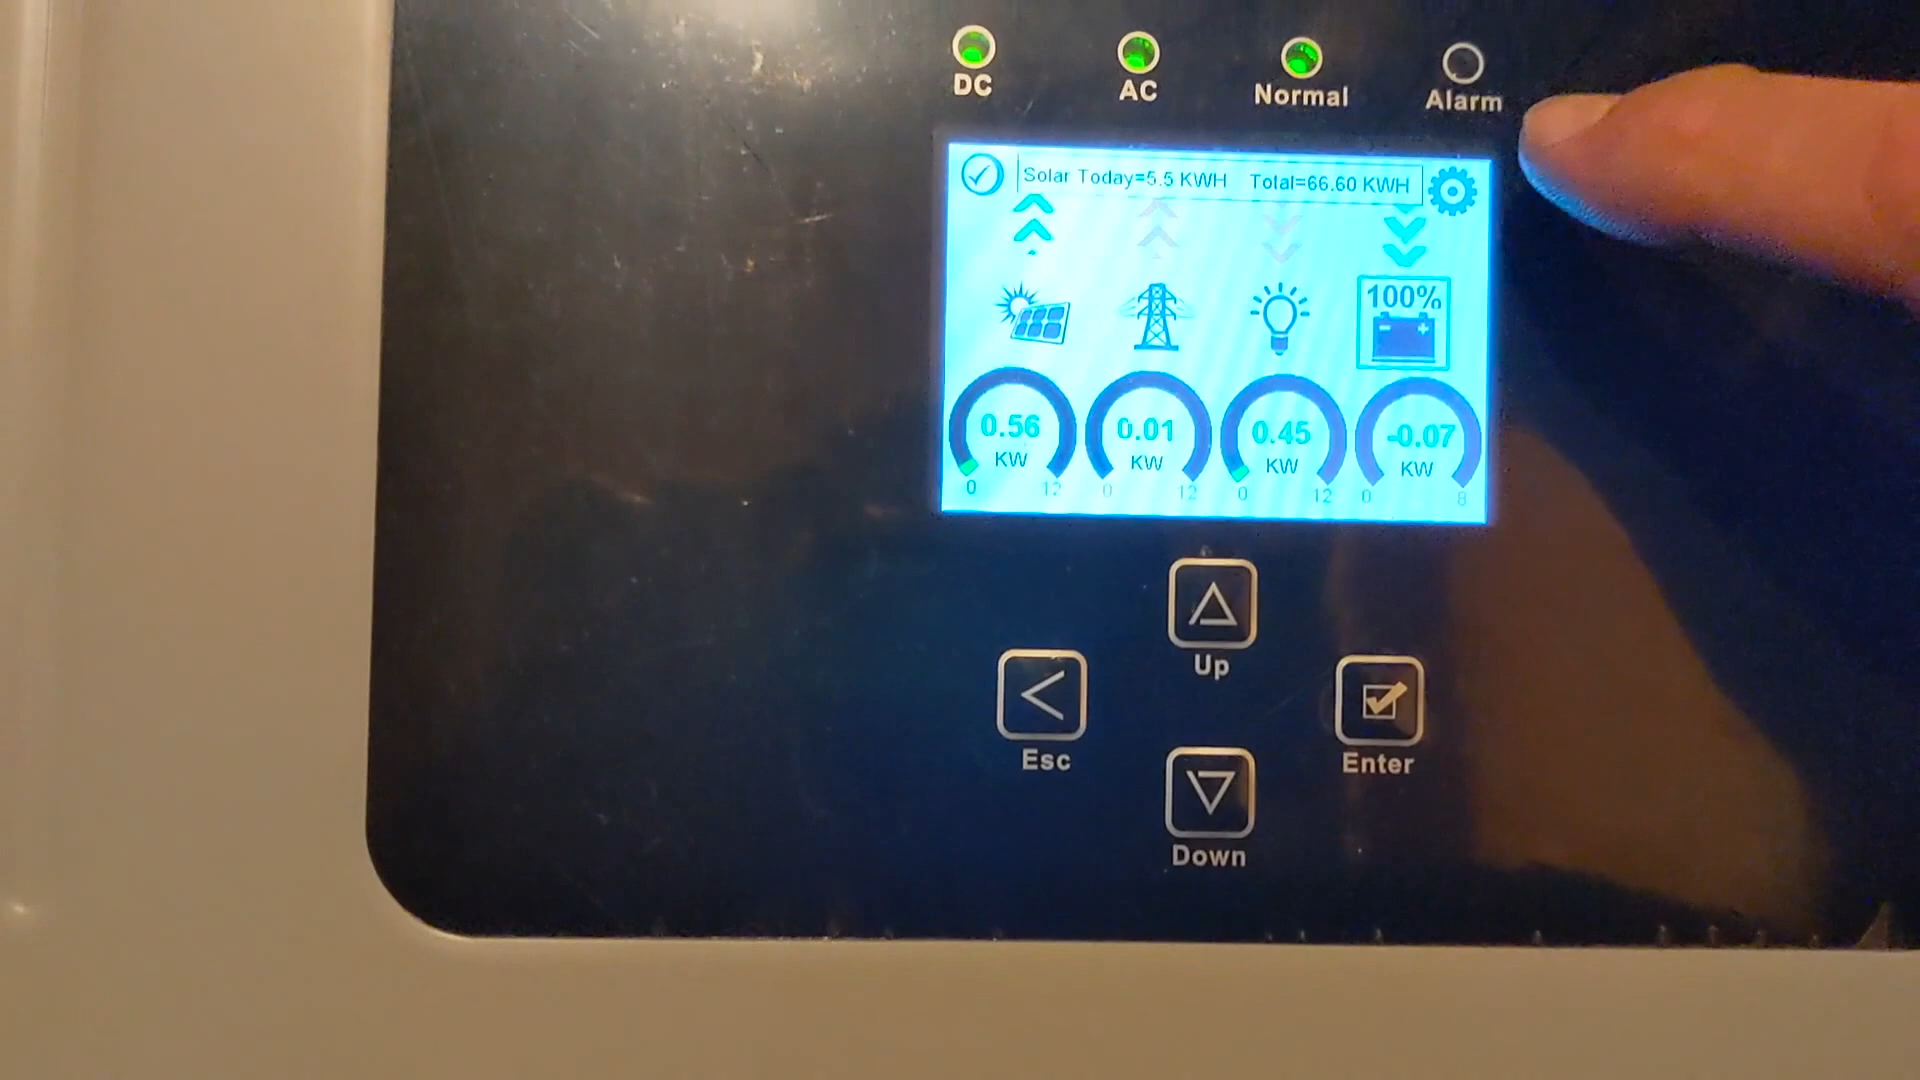 DC AC Normal Alarm
Solar Today=5.5 KWH Total=66.60 KWH
100%
0.56 0.01 0.45 -0.07
KW KW KW KW
0 12 0 12 0 12 0 8
Up
Esc Enter
Down